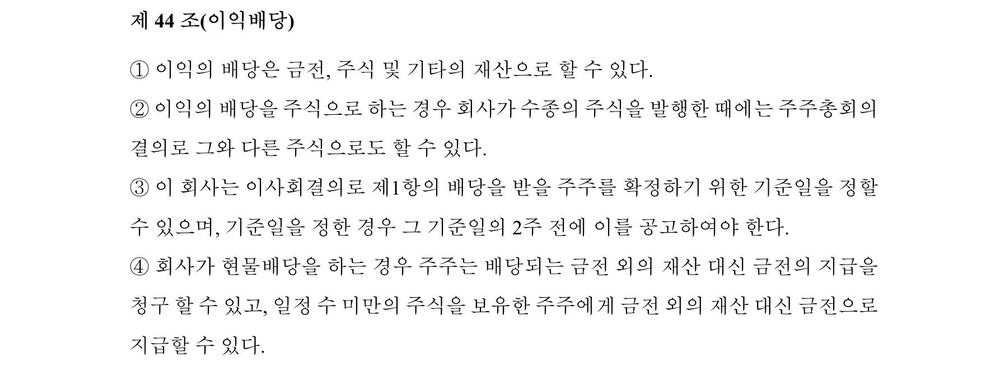 제 44 조(이익배당)
① 이익의 배당은 금전, 주식 및 기타의 재산으로 할 수 있다.
② 이익의 배당을 주식으로 하는 경우 회사가 수종의 주식을 발행한 때에는 주주총회의
결의로 그와 다른 주식으로도 할 수 있다.
③ 이 회사는 이사회결의로 제1항의 배당을 받을 주주를 확정하기 위한 기준일을 정할
수 있으며, 기준일을 정한 경우 그 기준일의 2주 전에 이를 공고하여야 한다.
④ 회사가 현물배당을 하는 경우 주주는 배당되는 금전 외의 재산 대신 금전의 지급을
청구 할 수 있고, 일정 수 미만의 주식을 보유한 주주에게 금전 외의 재산 대신 금전으로
지급할 수 있다.